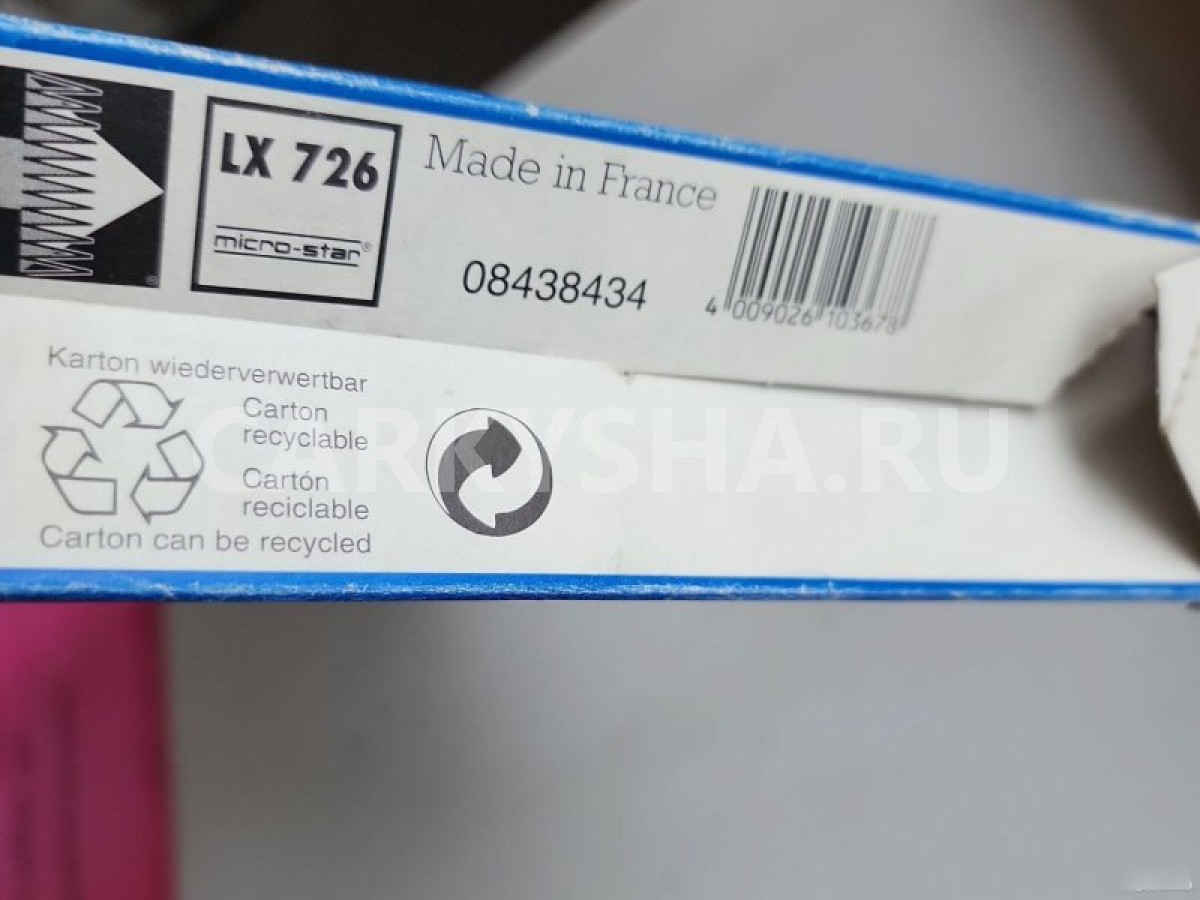 LX 726
micro-star®
Made in France
08438434
4 009026 103678
Karton wiederverwertbar
Carton
recyclable
Cartón
reciclable
Carton can be recycled
CARKYSHA.RU